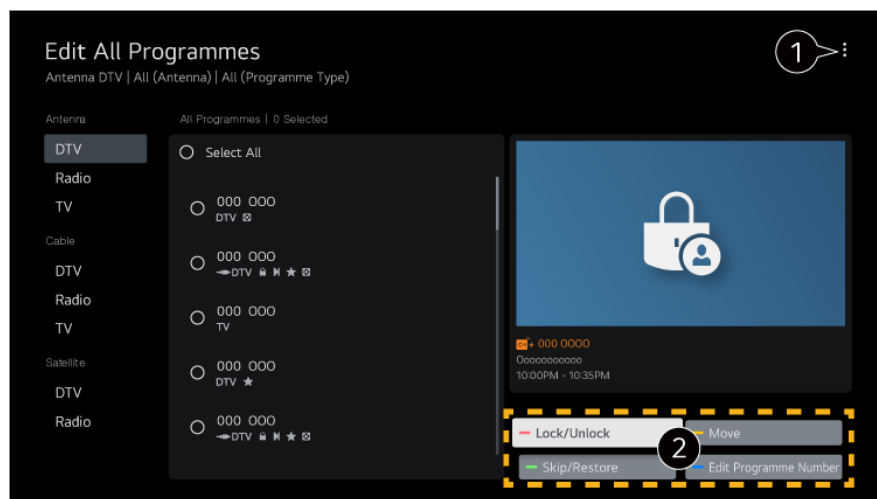 Edit All Programmes
Antenna DTV | All (Antenna) | All (Programme Type)
1
Antenna
DTV
Radio
TV
Cable
DTV
Radio
TV
Satellite
DTV
Radio
All Programmes | 0 Selected
Select All
000 000
DTV
000 000
DTV
000 000
TV
000 000
DTV
000 000
DTV
CH+ 000 0000
Ooooooooooo
10:00PM - 10:35PM
Lock/Unlock
Move
2
Skip/Restore
Edit Programme Number